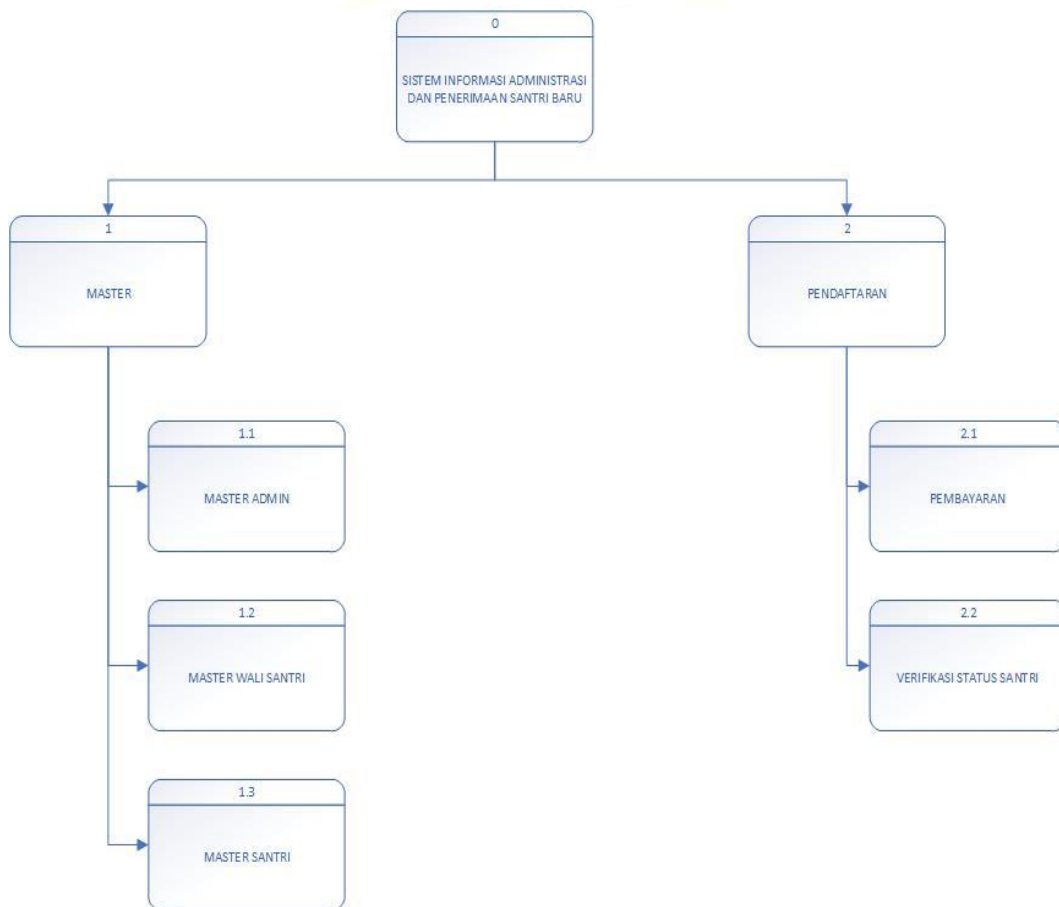 0
SISTEM INFORMASI ADMINISTRASI
DAN PENERIMAAN SANTRI BARU
1
MASTER
2
PENDAFTARAN
1.1
MASTER ADMIN
2.1
PEMBAYARAN
1.2
MASTER WALI SANTRI
2.2
VERIFIKASI STATUS SANTRI
1.3
MASTER SANTRI